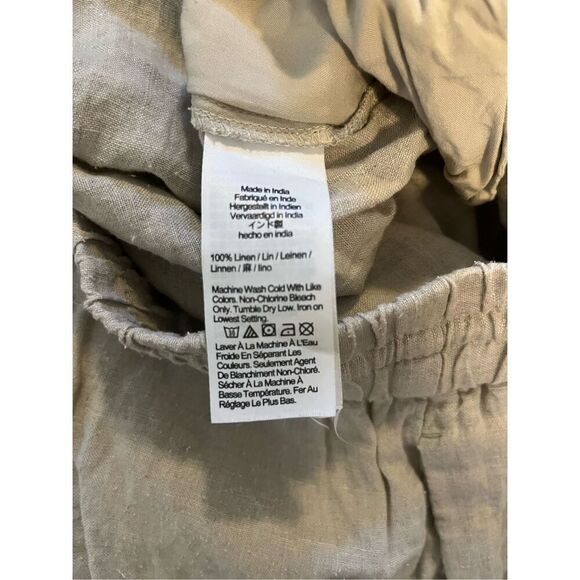 Made in India
Fabriqué en Inde
Hergestellt in Indien
Vervaardigd in India
インド製
hecho en india
100% Linen / Lin / Leinen /
Linnen / 麻 / lino
Machine Wash Cold With Like
Colors. Non-Chlorine Bleach
Only. Tumble Dry Low. Iron on
Lowest Setting.
Laver À La Machine À L'Eau
Froide En Séparant Les
Couleurs. Seulement Agent
De Blanchiment Non-Chloré.
Sécher À La Machine À
Basse Température. Fer Au
Réglage Le Plus Bas.